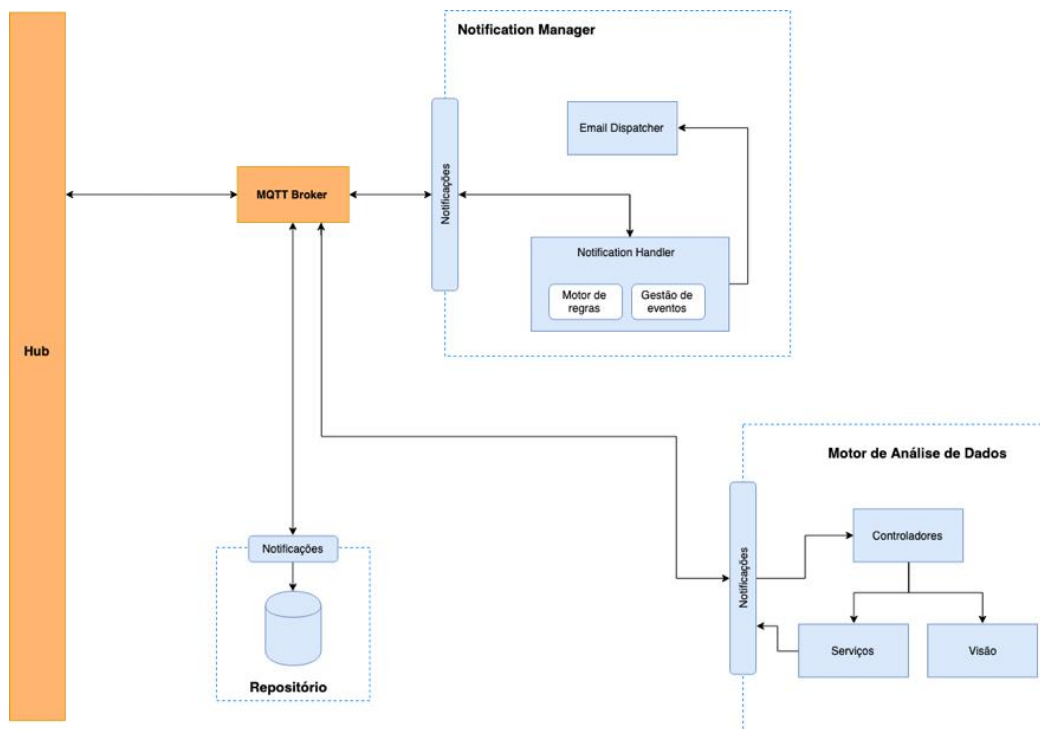 Notification Manager
Email Dispatcher
Notificações
MQTT Broker
Notification Handler
Motor de
regras
Gestão de
eventos
Hub
Motor de Análise de Dados
Notificações
Controladores
Notificações
Serviços
Visão
Repositório